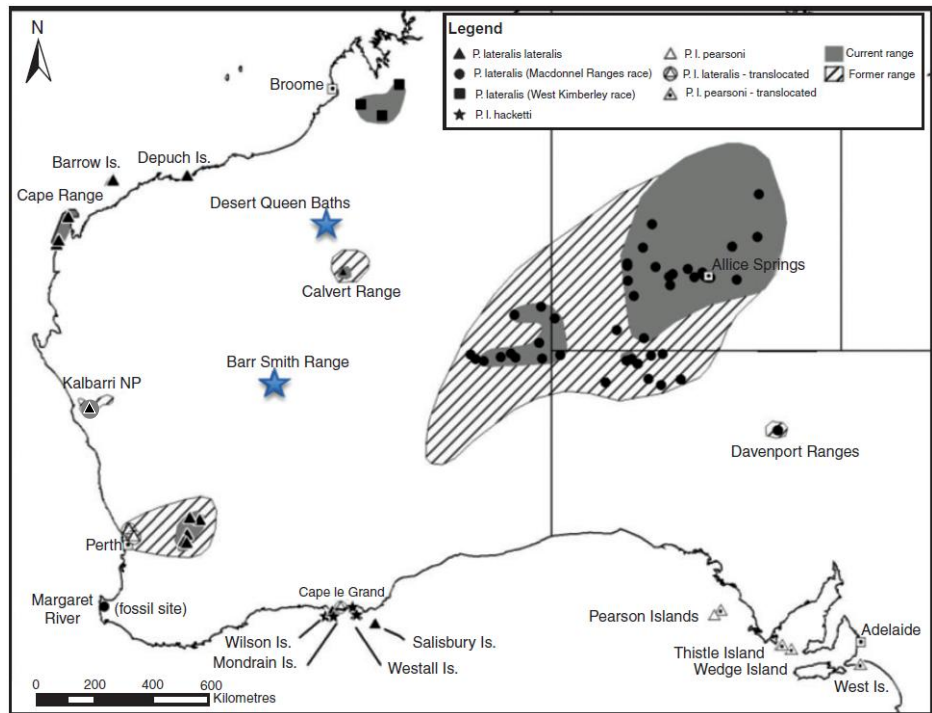 N
Legend
P. lateralis lateralis
P. lateralis (Macdonnel Ranges race)
P. lateralis (West Kimberley race)
P. l. hacketti
P. l. pearsoni
P. l. lateralis - translocated
P. l. pearsoni - translocated
Current range
Former range
Broome
Barrow Is.
Depuch Is.
Cape Range
Desert Queen Baths
Calvert Range
Allice Springs
Barr Smith Range
Kalbarri NP
Davenport Ranges
Perth
Margaret
River
(fossil site)
Cape le Grand
Wilson Is.
Mondrain Is.
Salisbury Is.
Westall Is.
Pearson Islands
Thistle Island
Wedge Island
Adelaide
West Is.
0 200 400 600
Kilometres